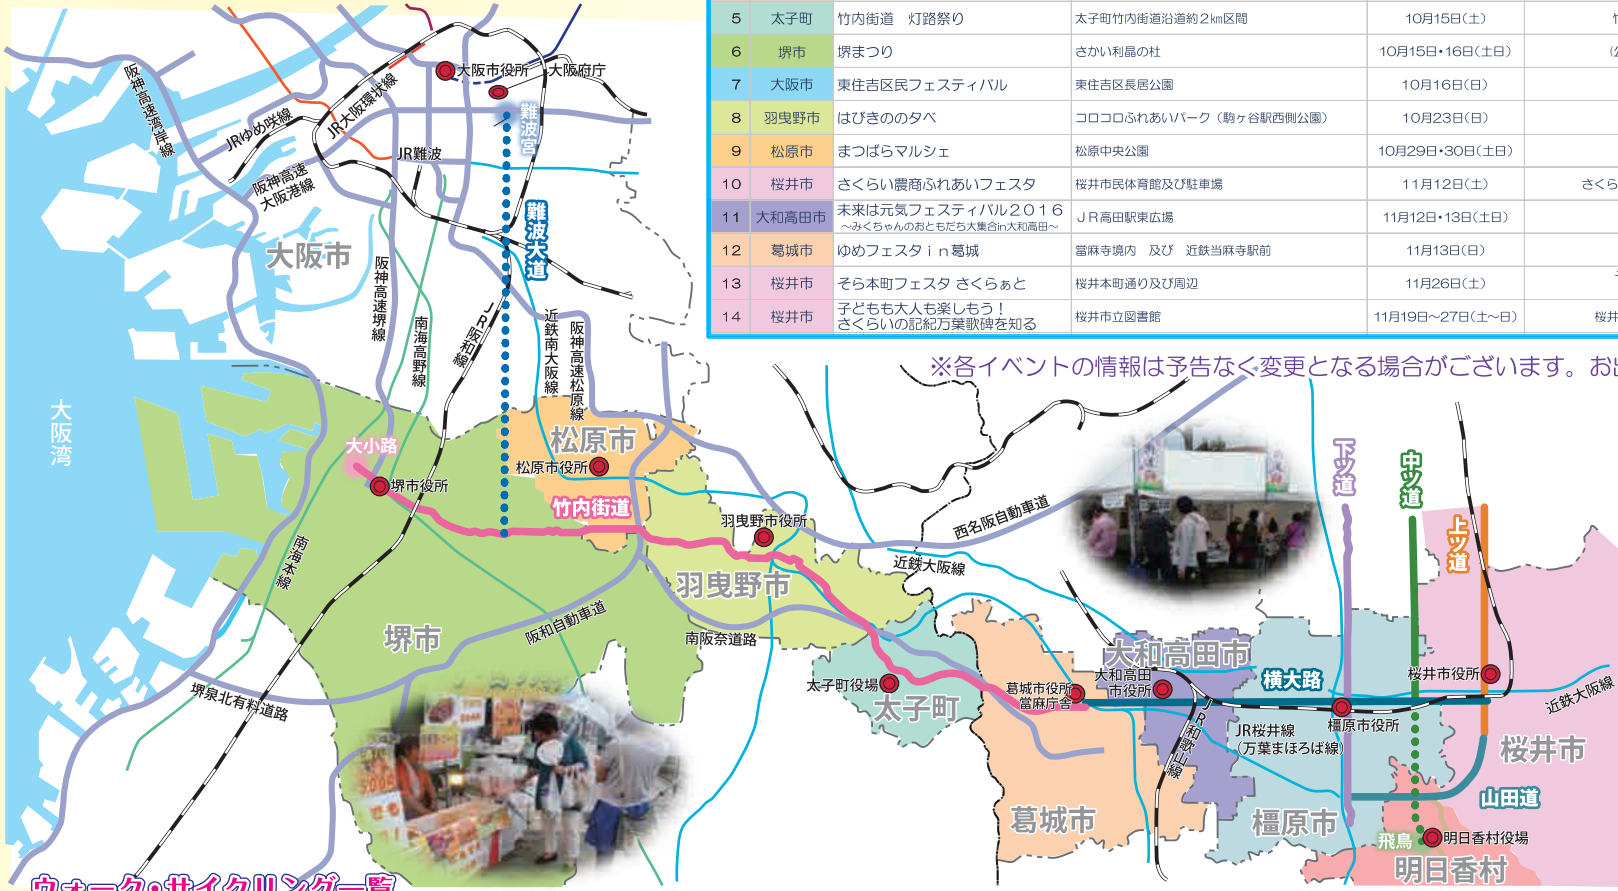 5 太子町 竹内街道　灯路祭り 太子町竹内街道沿道約2km区間 10月15日(土)
6 堺市 堺まつり さかい利晶の杜 10月15日・16日(土日)
7 大阪市 東住吉区民フェスティバル 東住吉区長居公園 10月16日(日)
8 羽曳野市 はびきのの夕べ コロコロふれあいパーク（駒ヶ谷駅西側公園） 10月23日(日)
9 松原市 まつばらマルシェ 松原中央公園 10月29日・30日(土日)
10 桜井市 さくらい農商ふれあいフェスタ 桜井市民体育館及び駐車場 11月12日(土) さくら
11 大和高田市 未来は元気フェスティバル２０１６ ＪＲ高田駅東広場 11月12日・13日(土日)
～みくちゃんのおともだち大集合in大和高田～
12 葛城市 ゆめフェスタｉｎ葛城 當麻寺境内　及び　近鉄当麻寺駅前 11月13日(日)
13 桜井市 そら本町フェスタ さくらぁと 桜井本町通り及び周辺 11月26日(土)
14 桜井市 子どもも大人も楽しもう！
さくらいの記紀万葉歌碑を知る 桜井市立図書館 11月19日～27日(土～日) 桜井
※各イベントの情報は予告なく変更となる場合がございます。お出
阪神高速湾岸線
JRゆめ咲線
JR大阪環状線
大阪市役所
大阪府庁
難波宮
JR難波
阪神高速
大阪港線
難波大道
大阪市
阪神高速堺線
南海高野線
JR阪和線
近鉄南大阪線
阪神高速松原線
大阪湾
大小路
堺市役所
松原市
松原市役所
竹内街道
羽曳野市役所
羽曳野市
西名阪自動車道
近鉄大阪線
南海本線
堺市
阪和自動車道
南阪奈道路
堺泉北有料道路
太子町役場
太子町
葛城市役所
當麻庁舎
葛城市
大和高田市
大和高田
市役所
JR和歌山線
横大路
JR桜井線
（万葉まほろば線）
橿原市役所
橿原市
下ツ道
中ツ道
上ツ道
桜井市役所
近鉄大阪線
桜井市
山田道
飛鳥
明日香村役場
明日香村
ウォーク・サイクリング一覧